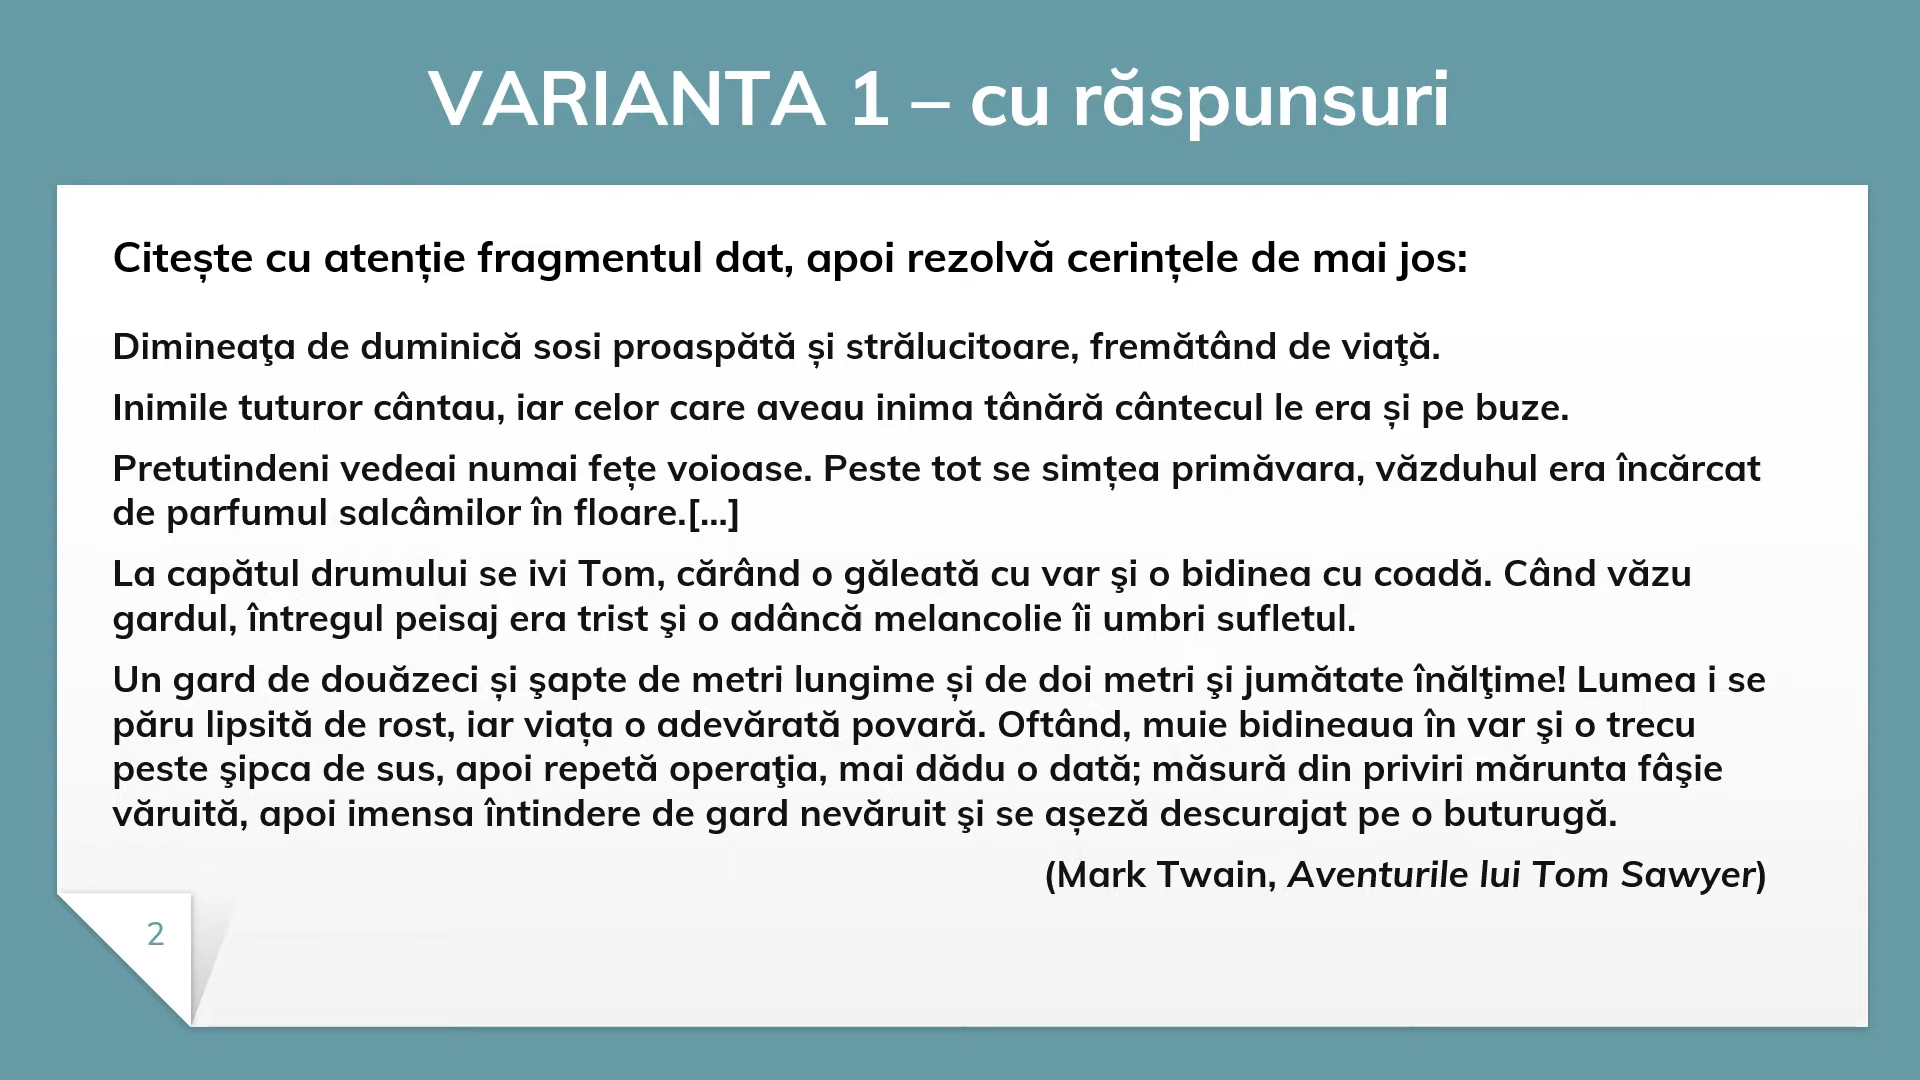 VARIANTA 1 – cu răspunsuri
Citește cu atenție fragmentul dat, apoi rezolvă cerințele de mai jos:
Dimineaţa de duminică sosi proaspătă și strălucitoare, fremătând de viaţă.
Inimile tuturor cântau, iar celor care aveau inima tânără cântecul le era și pe buze.
Pretutindeni vedeai numai fețe voioase. Peste tot se simțea primăvara, văzduhul era încărcat
de parfumul salcâmilor în floare.[...]
La capătul drumului se ivi Tom, cărând o găleată cu var şi o bidinea cu coadă. Când văzu
gardul, întregul peisaj era trist şi o adâncă melancolie îi umbri sufletul.
Un gard de douăzeci și şapte de metri lungime și de doi metri şi jumătate înălţime! Lumea i se
păru lipsită de rost, iar viața o adevărată povară. Oftând, muie bidineaua în var şi o trecu
peste şipca de sus, apoi repetă operaţia, mai dădu o dată; măsură din priviri mărunta fâşie
văruită, apoi imensa întindere de gard nevăruit şi se așeză descurajat pe o buturugă.
(Mark Twain, Aventurile lui Tom Sawyer)
2